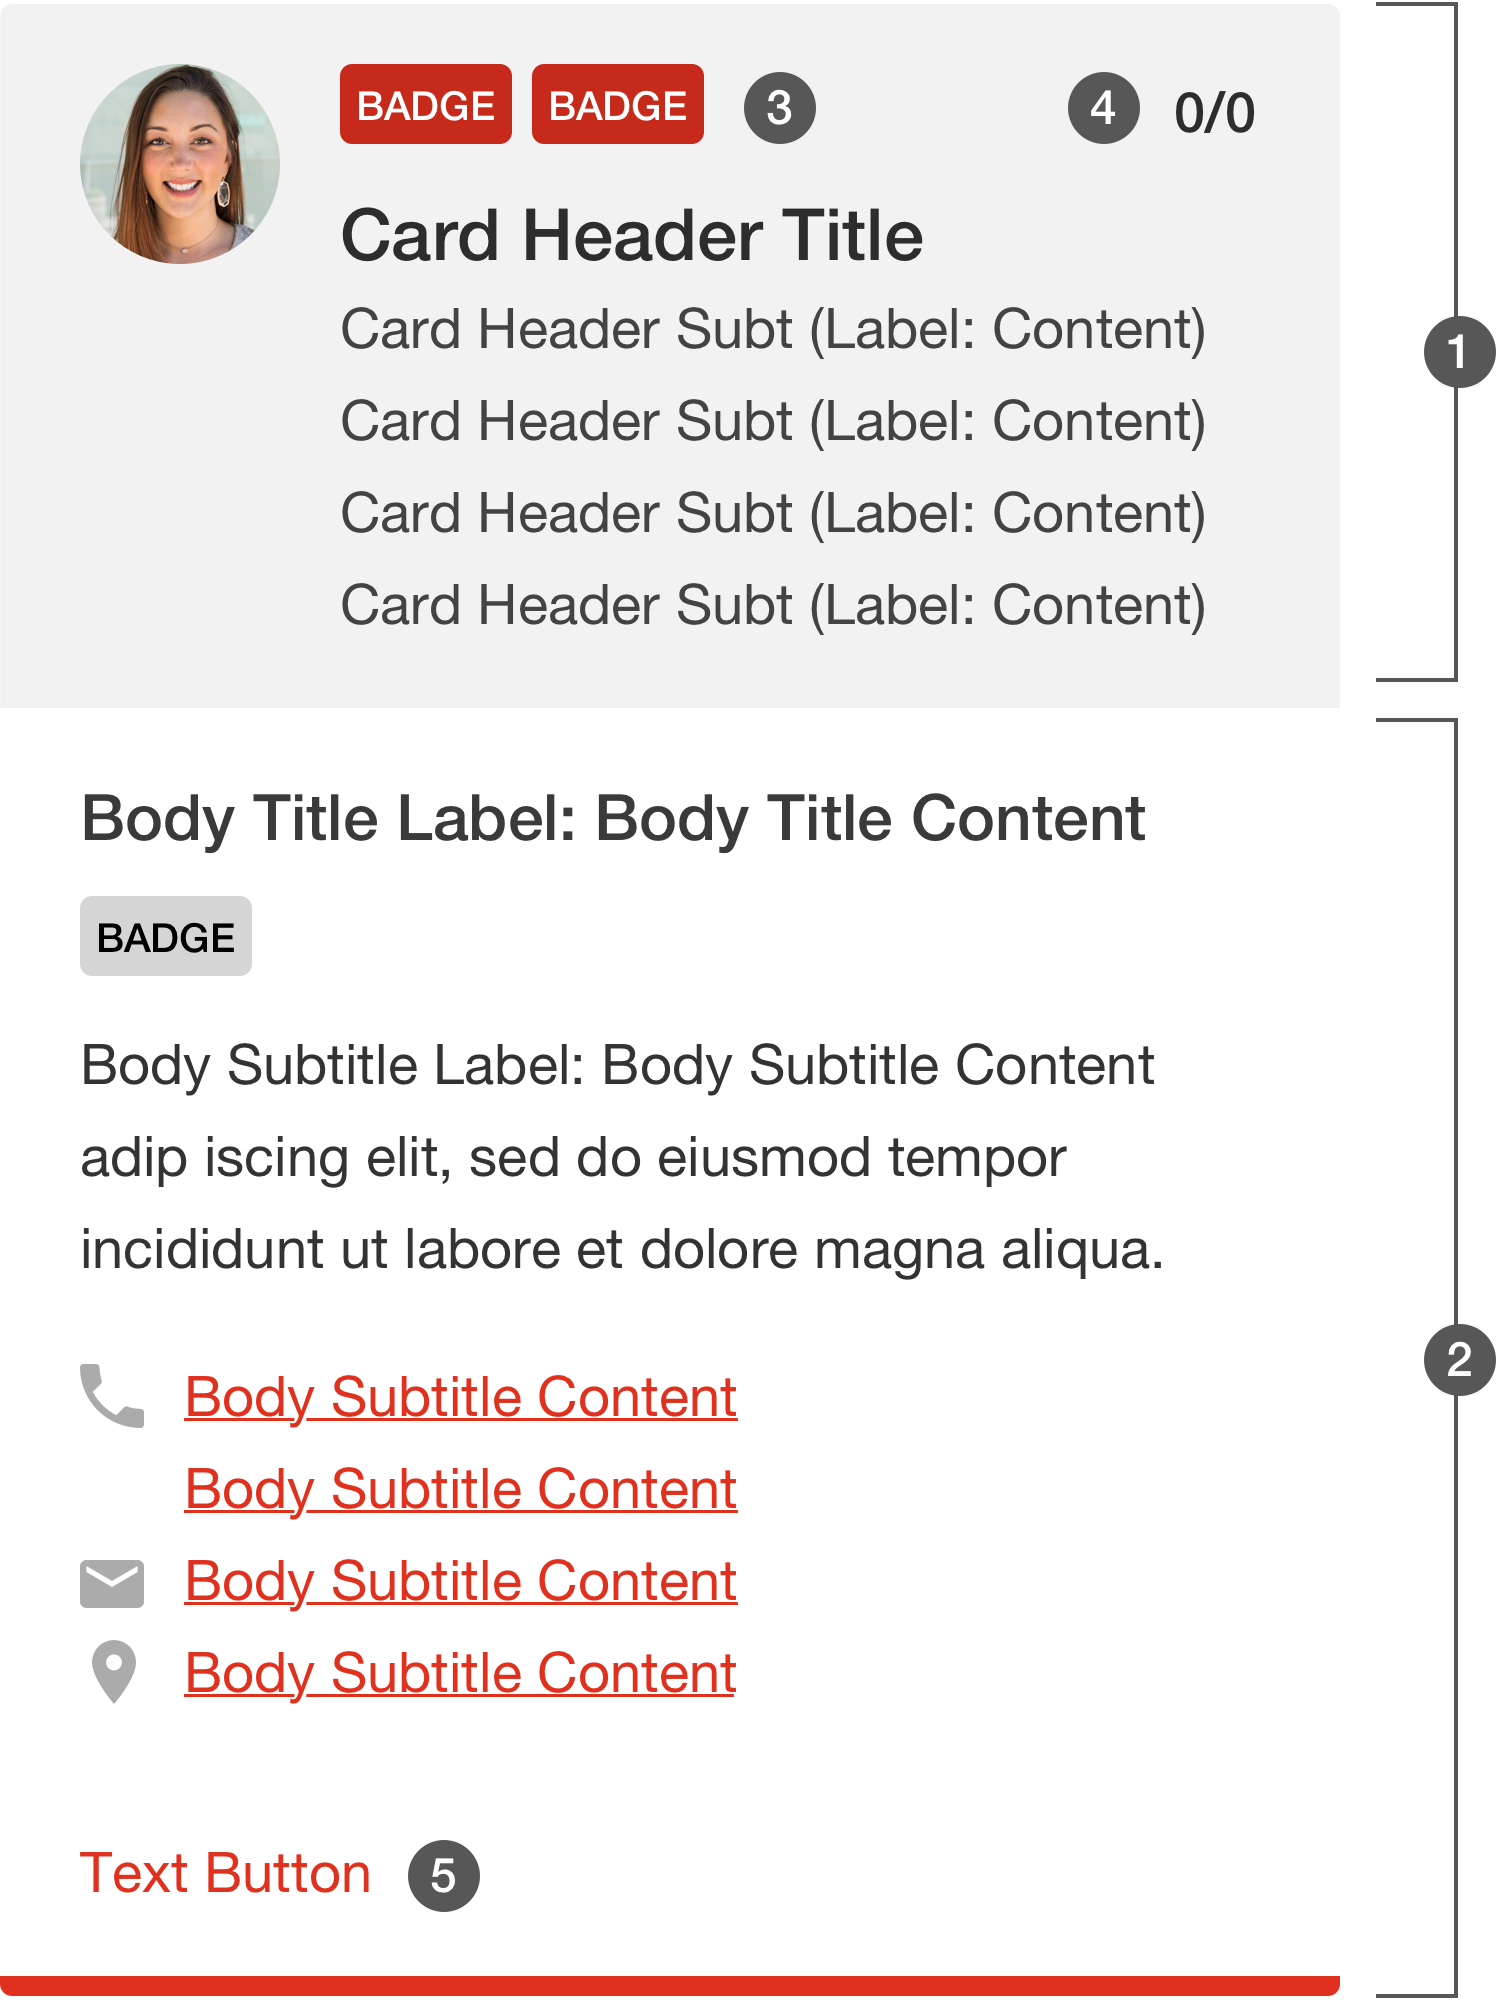 BADGE BADGE 3 4 0/0
Card Header Title
Card Header Subt (Label: Content)
1
Card Header Subt (Label: Content)
Card Header Subt (Label: Content)
Card Header Subt (Label: Content)
Body Title Label: Body Title Content
BADGE
Body Subtitle Label: Body Subtitle Content
adip iscing elit, sed do eiusmod tempor
incididunt ut labore et dolore magna aliqua.
2
Body Subtitle Content
Body Subtitle Content
Body Subtitle Content
Body Subtitle Content
Text Button 5